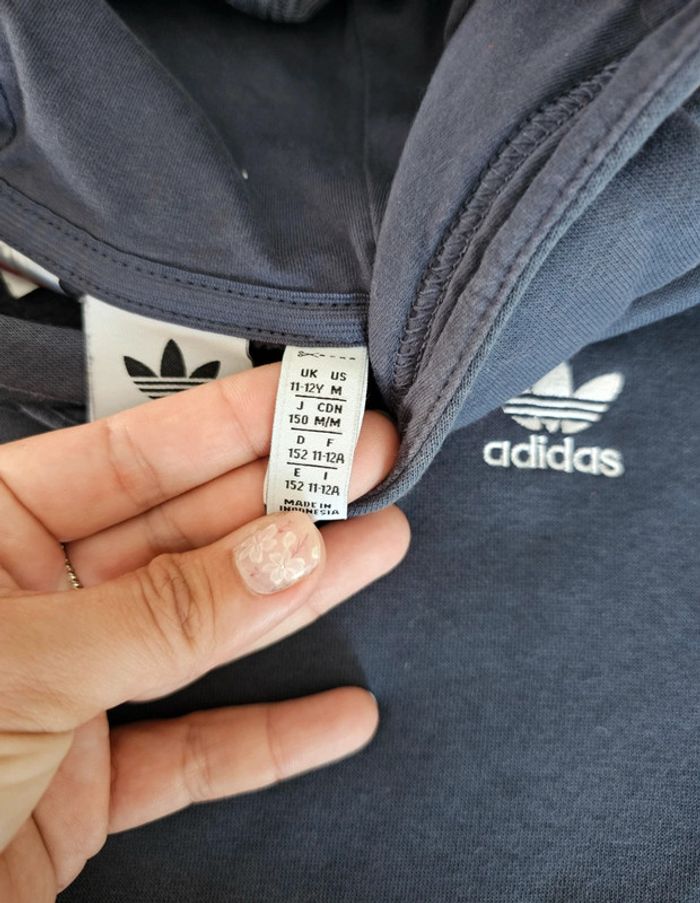 UK US
11-12Y M
J CDN
150 M/M
D F
152 11-12A
E I
152 11-12A
MADE IN
INDONESIA
adidas